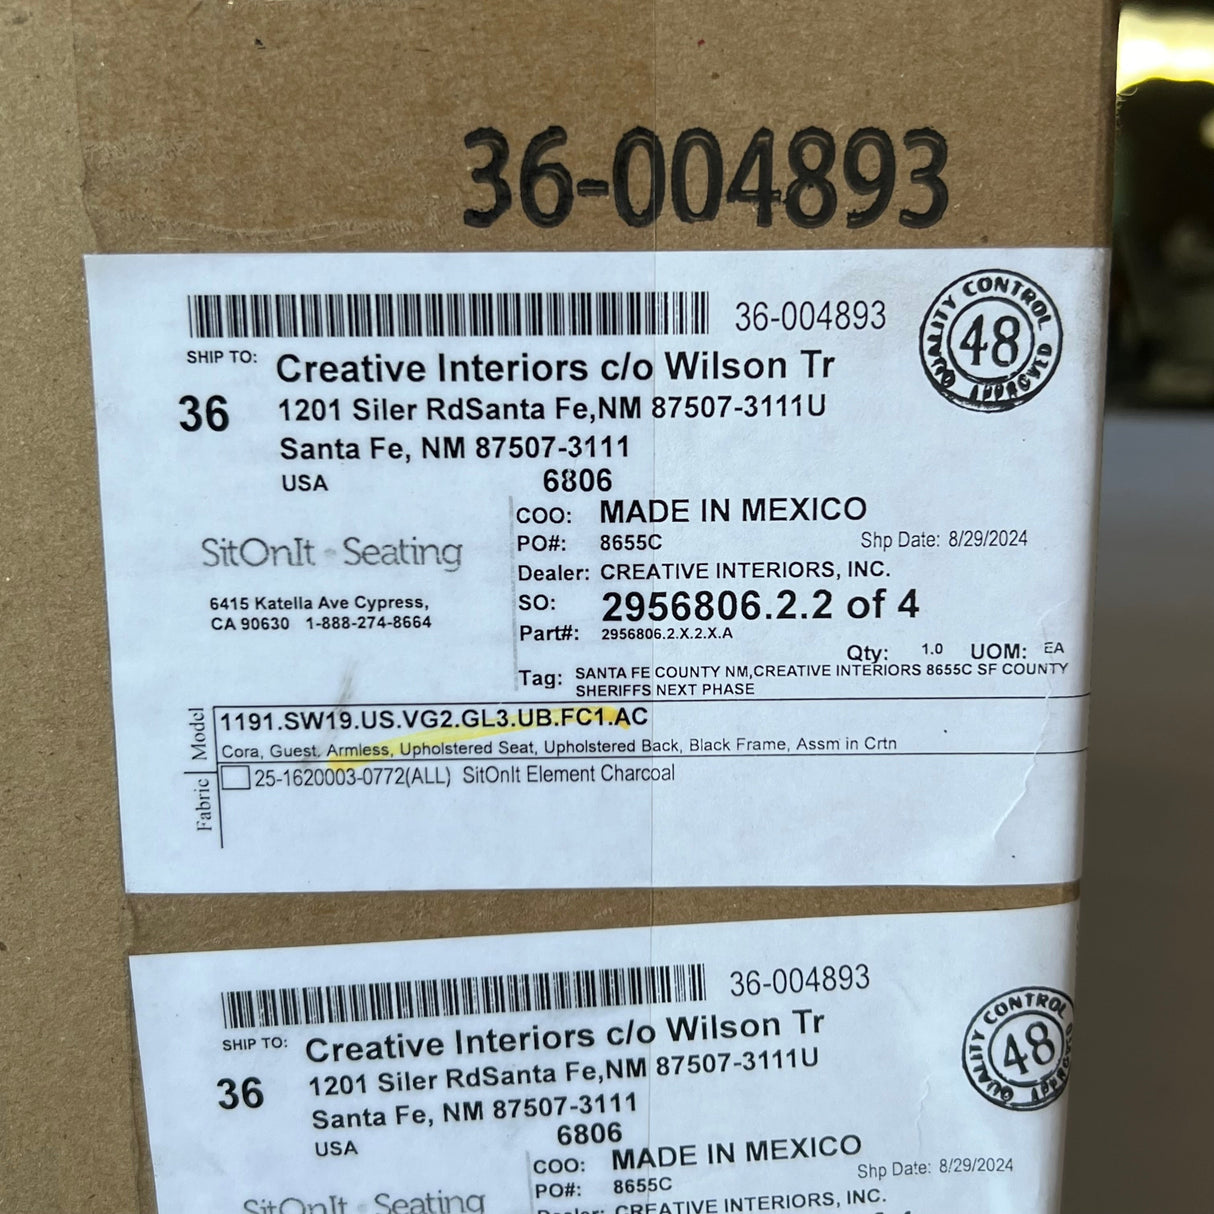 36-004893
36-004893
QUALITY CONTROL
48
APPROVED
SHIP TO:
Creative Interiors c/o Wilson Tr
36
1201 Siler RdSanta Fe,NM 87507-3111U
Santa Fe, NM 87507-3111
USA
6806
COO: MADE IN MEXICO
PO#: 8655C
Shp Date: 8/29/2024
SitOnIt Seating
Dealer: CREATIVE INTERIORS, INC.
6415 Katella Ave Cypress,
CA 90630 1-888-274-8664
SO: 2956806.2.2 of 4
Part#: 2956806.2.X.2.X.A
Qty: 1.0 UOM: EA
Tag: SANTA FE COUNTY NM,CREATIVE INTERIORS 8655C SF COUNTY
SHERIFFS NEXT PHASE
Model
1191.SW19.US.VG2.GL3.UB.FC1.AC
Cora, Guest, Armless, Upholstered Seat, Upholstered Back, Black Frame, Assm in Crtn
Fabric
25-1620003-0772(ALL) SitOnIt Element Charcoal
36-004893
QUALITY CONTROL
48
APPROVED
SHIP TO:
Creative Interiors c/o Wilson Tr
36
1201 Siler RdSanta Fe,NM 87507-3111U
Santa Fe, NM 87507-3111
USA
6806
COO: MADE IN MEXICO
PO#: 8655C
Shp Date: 8/29/2024
SitOnIt Seating
Dealer: CREATIVE INTERIORS, INC.